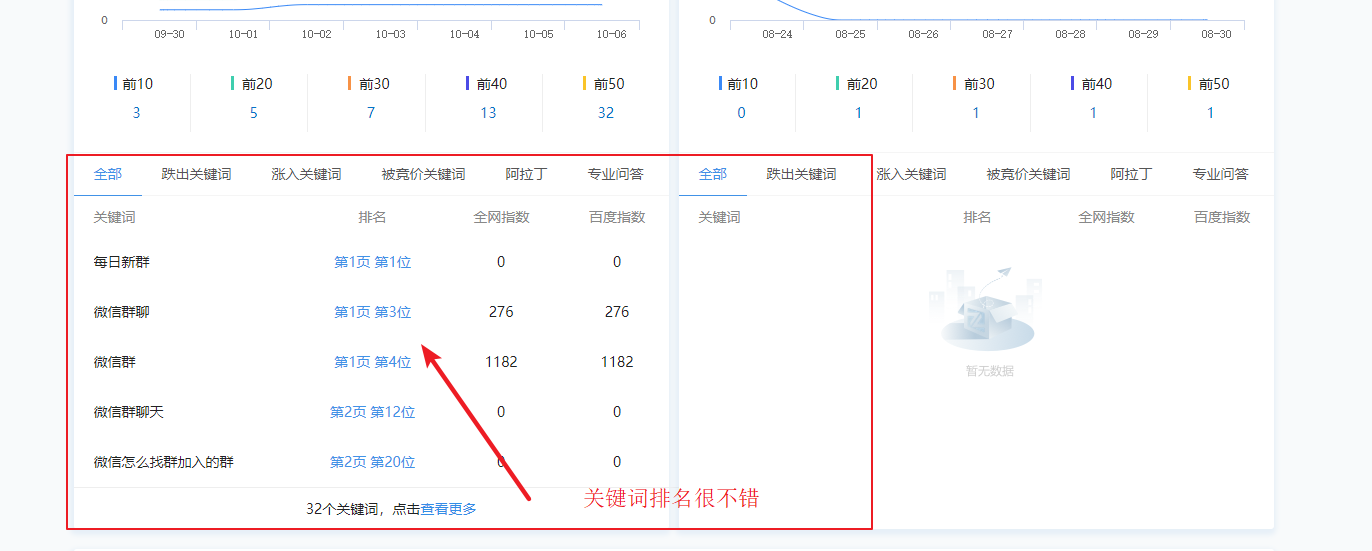 0
09-30 10-01 10-02 10-03 10-04 10-05 10-06
前10 前20 前30 前40 前50
3 5 7 13 32
全部 跌出关键词 涨入关键词 被竞价关键词 阿拉丁 专业问答
关键词 排名 全网指数 百度指数
每日新群 第1页 第1位 0 0
微信群聊 第1页 第3位 276 276
微信群 第1页 第4位 1182 1182
微信群聊天 第2页 第12位 0 0
微信怎么找群加入的群 第2页 第20位 0 0
32个关键词，点击查看更多
关键词排名很不错
0
08-24 08-25 08-26 08-27 08-28 08-29 08-30
前10 前20 前30 前40 前50
0 1 1 1 1
全部 跌出关键词 涨入关键词 被竞价关键词 阿拉丁 专业问答
关键词 排名 全网指数 百度指数
暂无数据